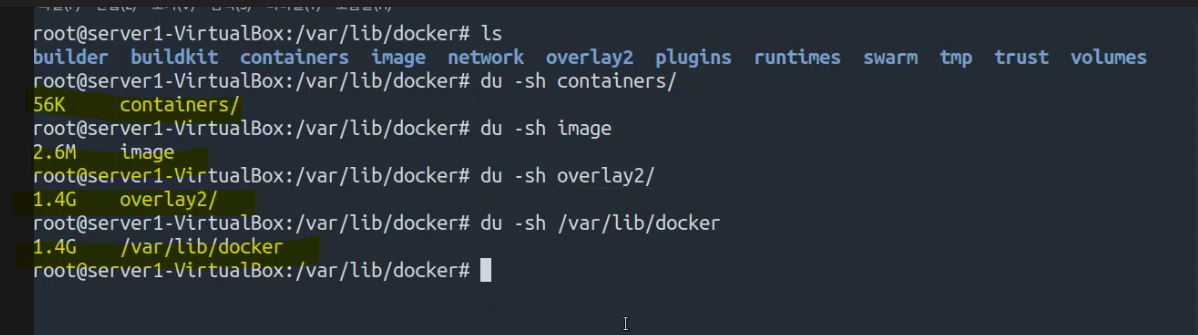 root@server1-VirtualBox:/var/lib/docker# ls
builder buildkit containers image network overlay2 plugins runtimes swarm tmp trust volumes
root@server1-VirtualBox:/var/lib/docker# du -sh containers/
56K containers/
root@server1-VirtualBox:/var/lib/docker# du -sh image
2.6M image
root@server1-VirtualBox:/var/lib/docker# du -sh overlay2/
1.4G overlay2/
root@server1-VirtualBox:/var/lib/docker# du -sh /var/lib/docker
1.4G /var/lib/docker
root@server1-VirtualBox:/var/lib/docker#